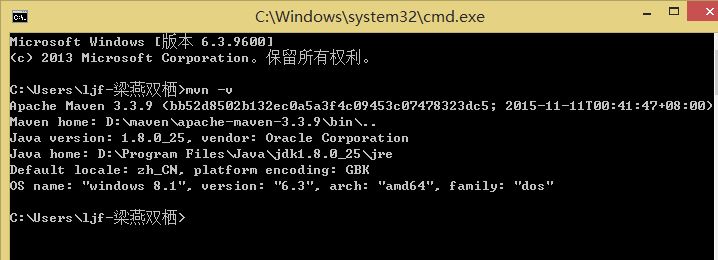 C:\Windows\system32\cmd.exe
Microsoft Windows [版本 6.3.9600]
(c) 2013 Microsoft Corporation。保留所有权利。
C:\Users\ljf-梁燕双栖>mvn -v
Apache Maven 3.3.9 (bb52d8502b132ec0a5a3f4c09453c07478323dc5; 2015-11-11T00:41:47+08:00)
Maven home: D:\maven\apache-maven-3.3.9\bin\..
Java version: 1.8.0_25, vendor: Oracle Corporation
Java home: D:\Program Files\Java\jdk1.8.0_25\jre
Default locale: zh_CN, platform encoding: GBK
OS name: "windows 8.1", version: "6.3", arch: "amd64", family: "dos"
C:\Users\ljf-梁燕双栖>